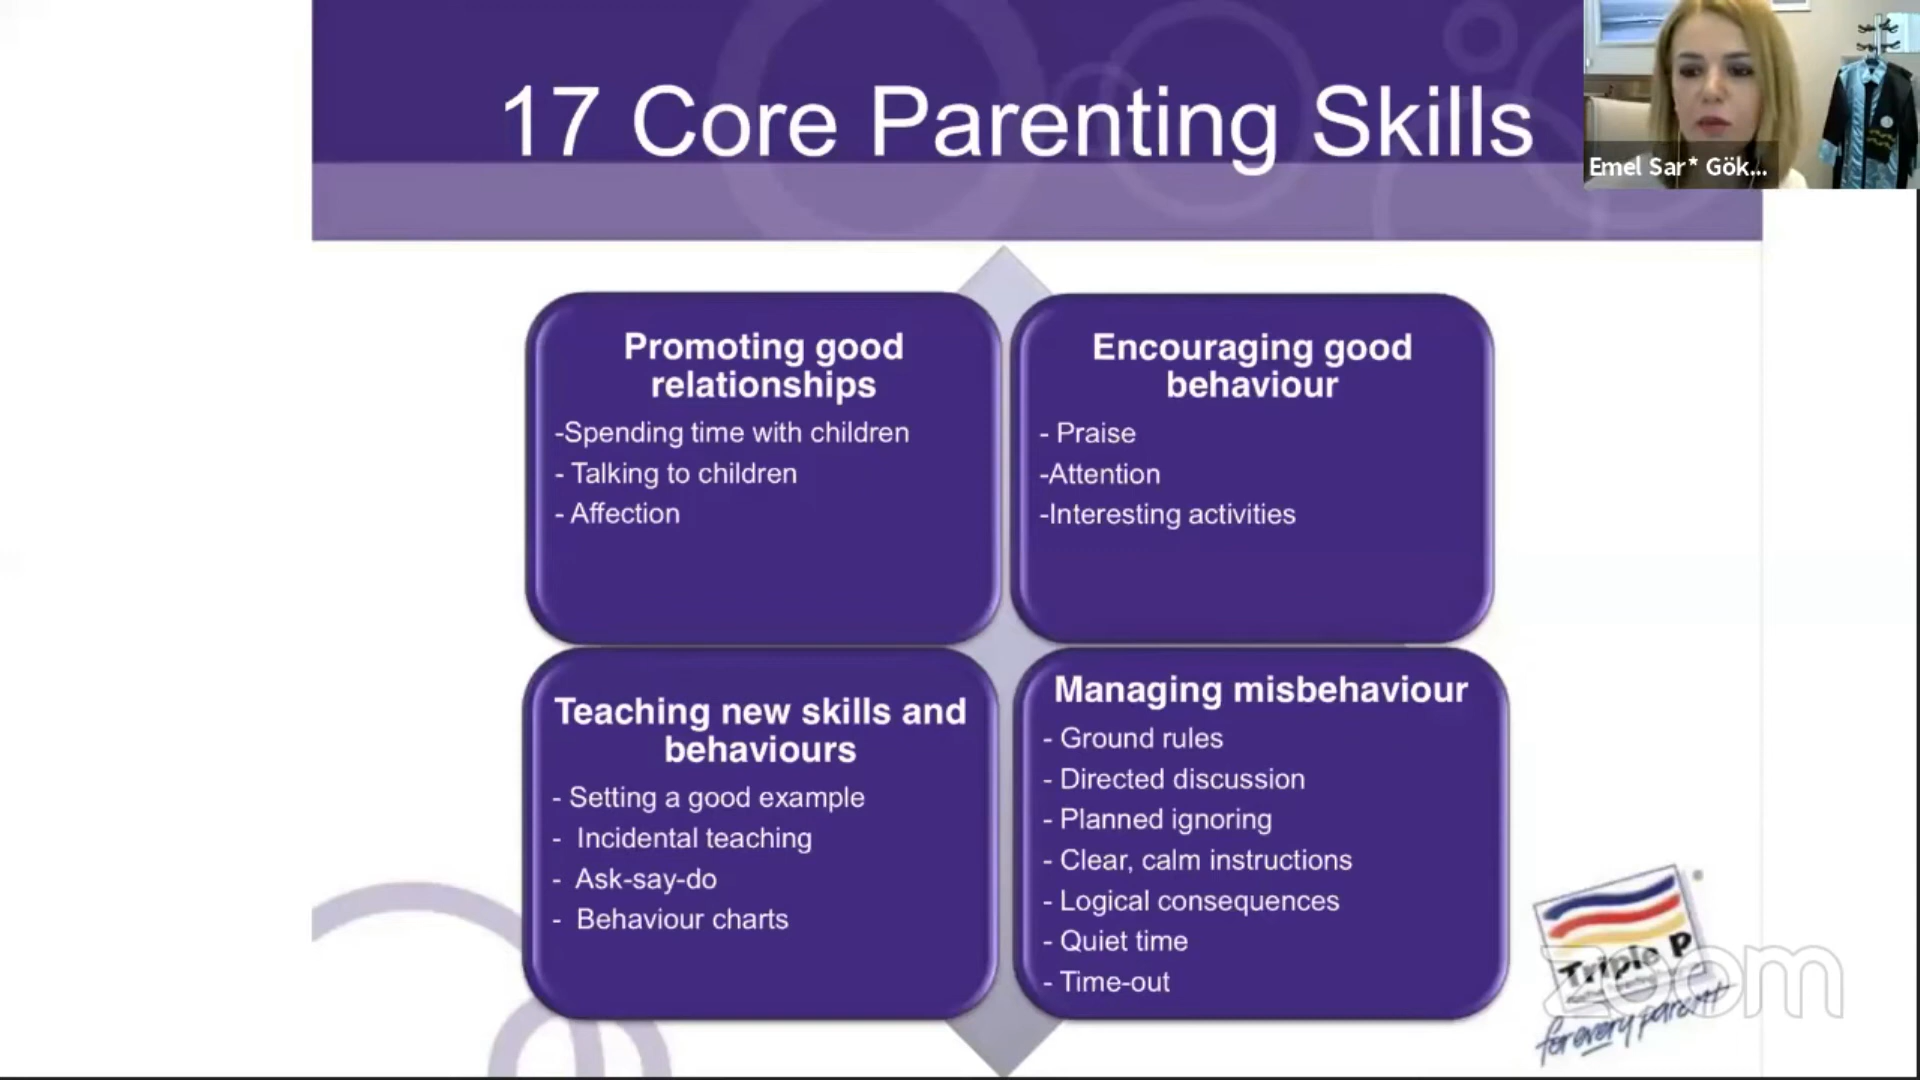 17 Core Parenting Skills
Emel Sar* Gök...
Promoting good
relationships
-Spending time with children
- Talking to children
- Affection
Encouraging good
behaviour
- Praise
-Attention
-Interesting activities
Teaching new skills and
behaviours
- Setting a good example
- Incidental teaching
- Ask-say-do
- Behaviour charts
Managing misbehaviour
- Ground rules
- Directed discussion
- Planned ignoring
- Clear, calm instructions
- Logical consequences
- Quiet time
- Time-out
Triple P
for every parent
zoom